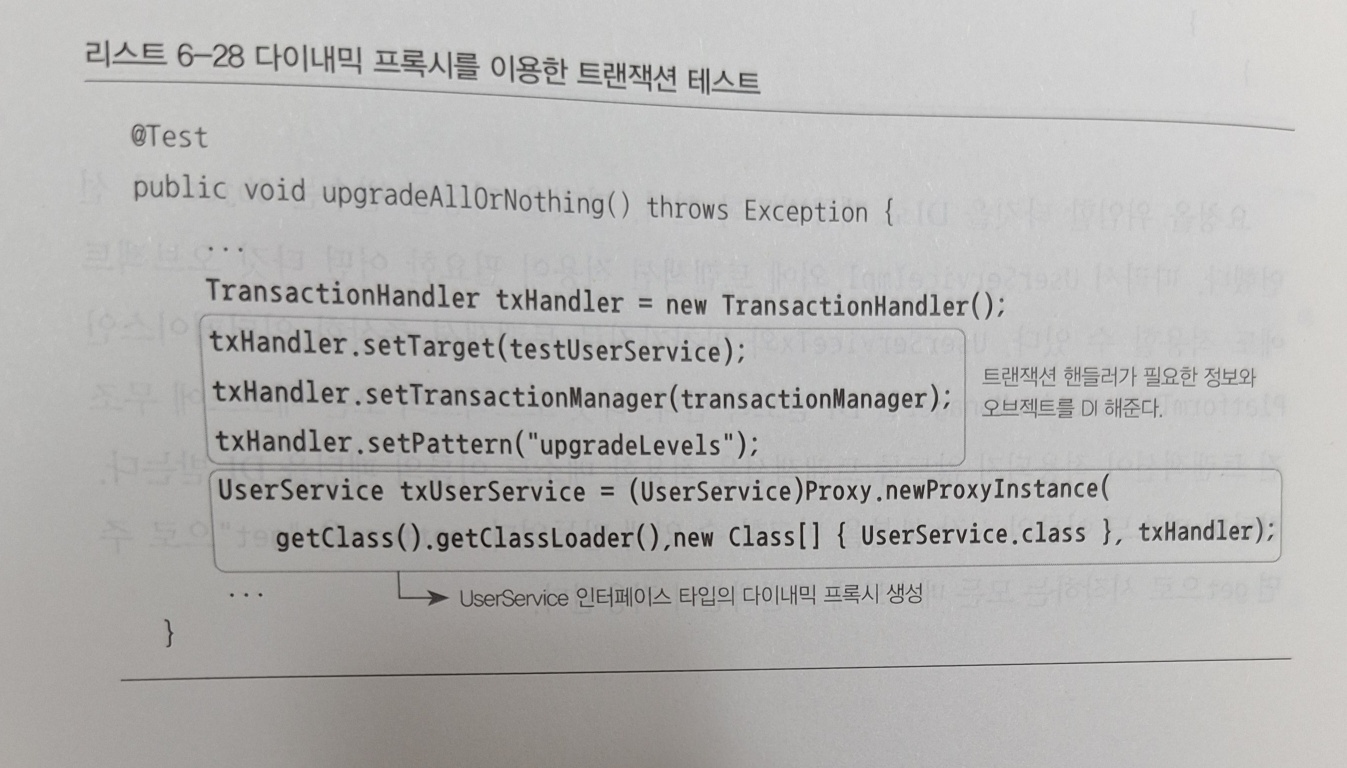 리스트 6-28 다이내믹 프록시를 이용한 트랜잭션 테스트
@Test
public void upgradeAllOrNothing() throws Exception {
...
TransactionHandler txHandler = new TransactionHandler();
txHandler.setTarget(testUserService);
txHandler.setTransactionManager(transactionManager);
txHandler.setPattern("upgradeLevels");
트랜잭션 핸들러가 필요한 정보와
오브젝트를 DI 해준다.
UserService txUserService = (UserService)Proxy.newProxyInstance(
getClass().getClassLoader(),new Class[] { UserService.class }, txHandler);
...
UserService 인터페이스 타입의 다이내믹 프록시 생성
}